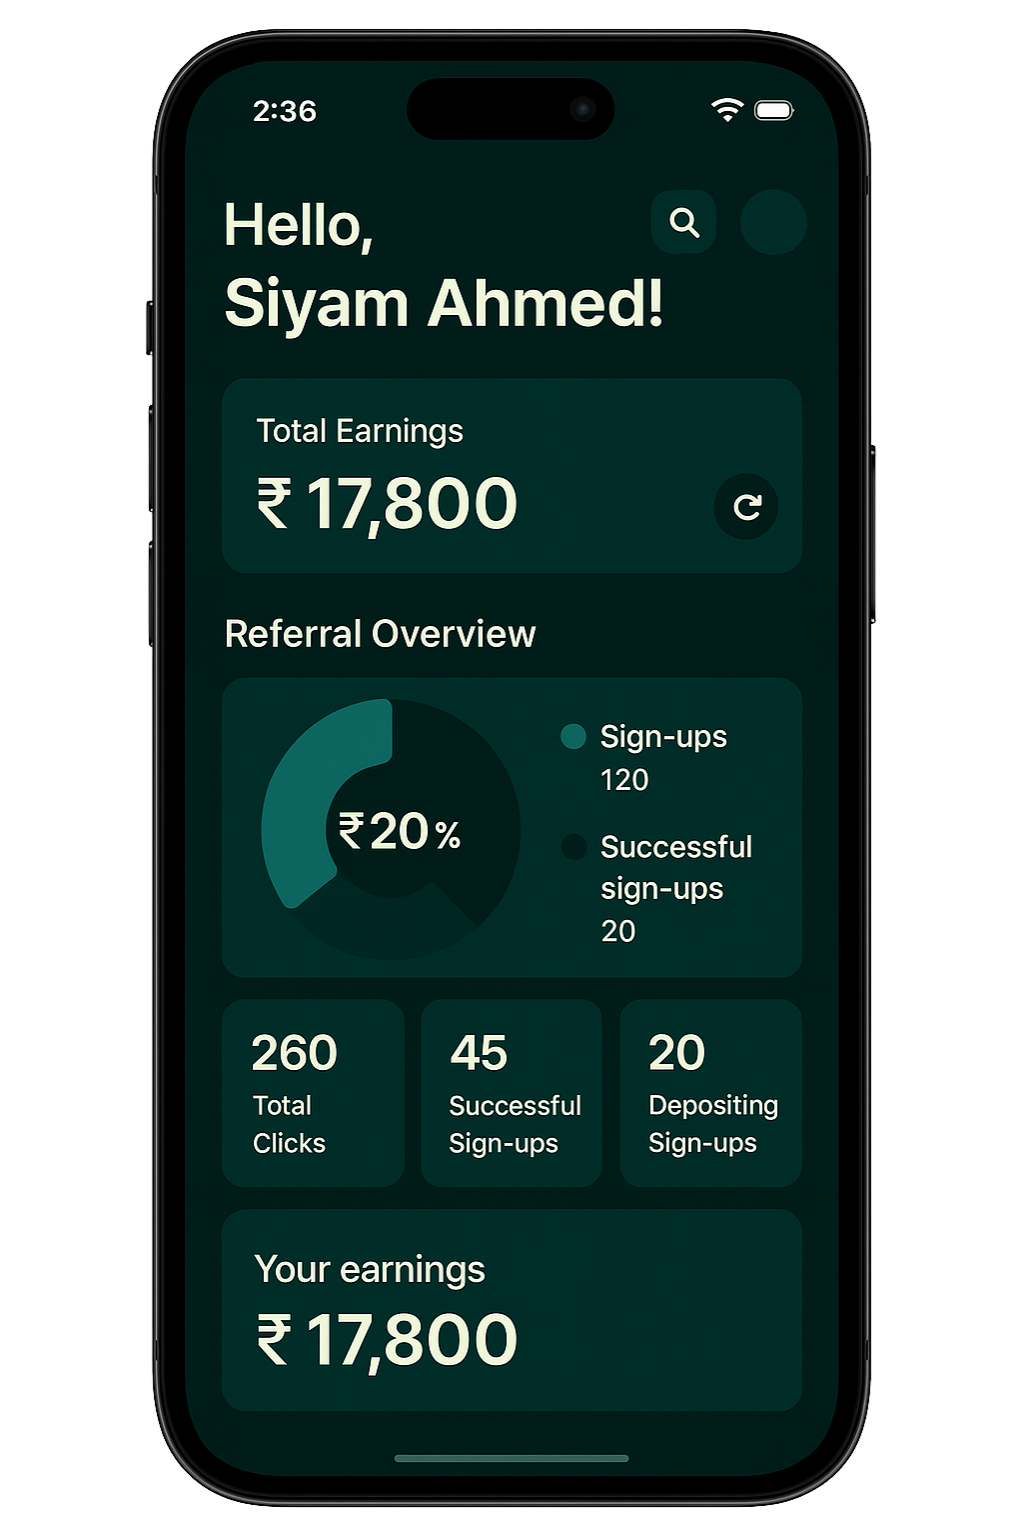 2:36
Hello,
Siyam Ahmed!
Total Earnings
₹ 17,800
Referral Overview
₹20%
Sign-ups
120
Successful
sign-ups
20
260
Total
Clicks
45
Successful
Sign-ups
20
Depositing
Sign-ups
Your earnings
₹ 17,800